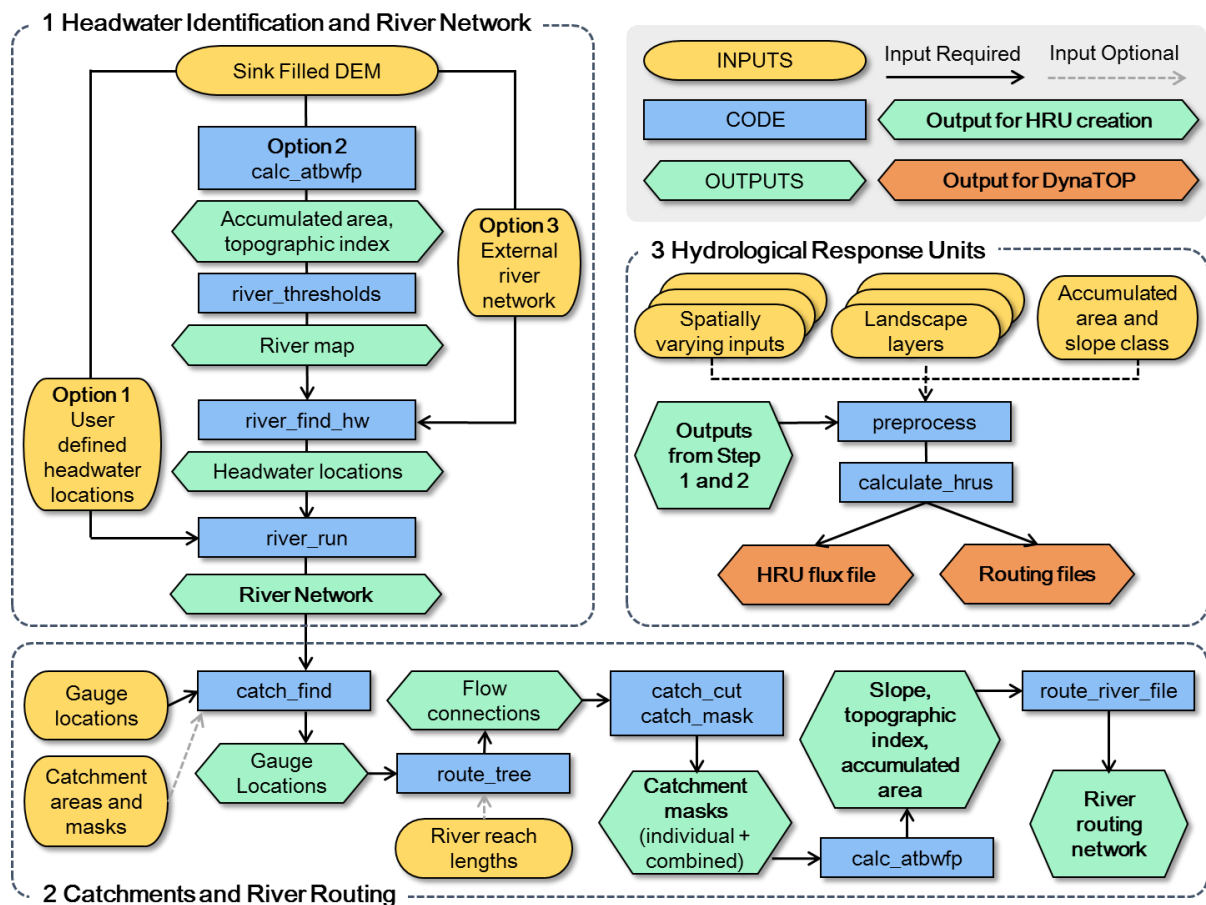 1 Headwater Identification and River Network
Sink Filled DEM
Option 2
calc_atbwfp
Accumulated area,
topographic index
Option 3
External
river
network
river_thresholds
River map
Option 1
User
defined
headwater
locations
river_find_hw
Headwater locations
river_run
River Network
INPUTS
Input Required
Input Optional
CODE
Output for HRU creation
OUTPUTS
Output for DynaTOP
3 Hydrological Response Units
Spatially
varying inputs
Landscape
layers
Accumulated
area and
slope class
Outputs
from Step
1 and 2
preprocess
calculate_hrus
HRU flux file
Routing files
Gauge
locations
catch_find
Catchment
areas and
masks
Gauge
Locations
Flow
connections
route_tree
River reach
lengths
catch_cut
catch_mask
Catchment
masks
(individual +
combined)
Slope,
topographic
index,
accumulated
area
calc_atbwfp
route_river_file
River
routing
network
2 Catchments and River Routing